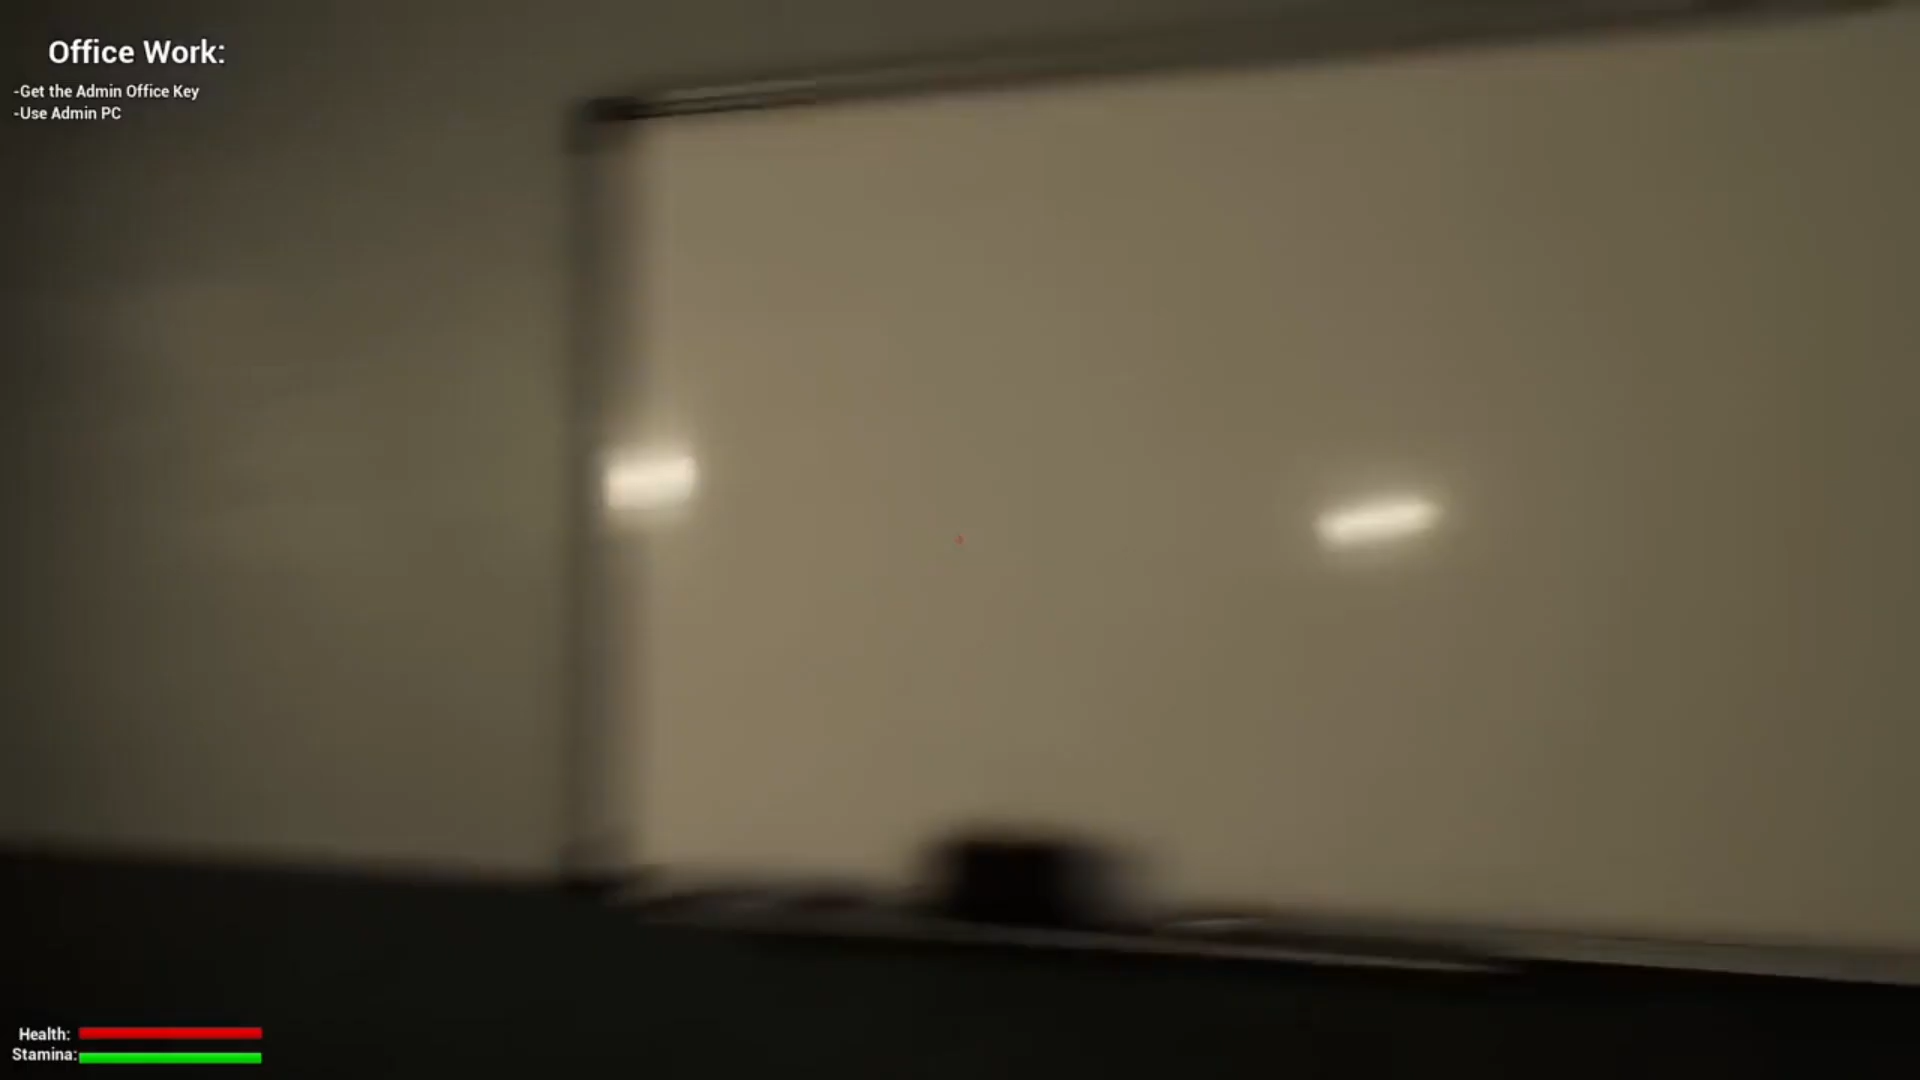 Office Work:
-Get the Admin Office Key
-Use Admin PC
Health:
Stamina: